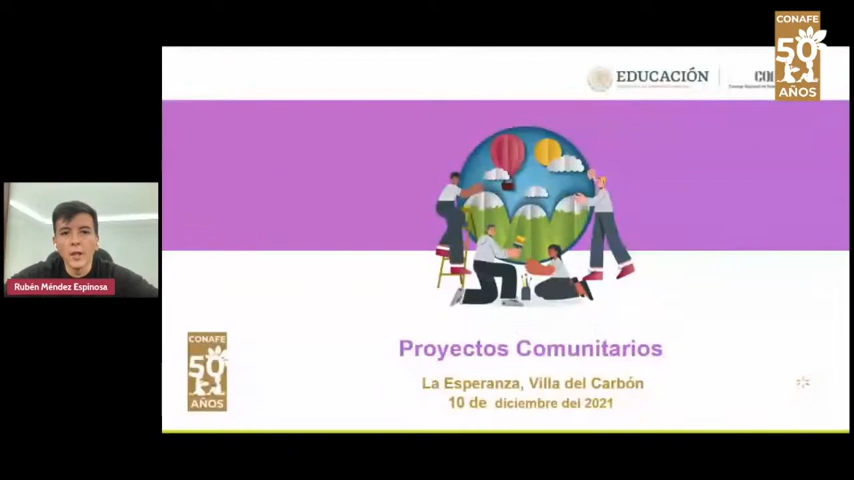 CONAFE
50
AÑOS
EDUCACIÓN
Rubén Méndez Espinosa
CONAFE
50
AÑOS
Proyectos Comunitarios
La Esperanza, Villa del Carbón
10 de diciembre del 2021